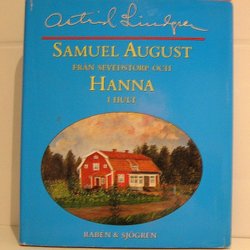 Astrid Lindgren
SAMUEL AUGUST
FRÅN SEVEDSTORP OCH
HANNA
I HULT
RABÉN & SJÖGREN